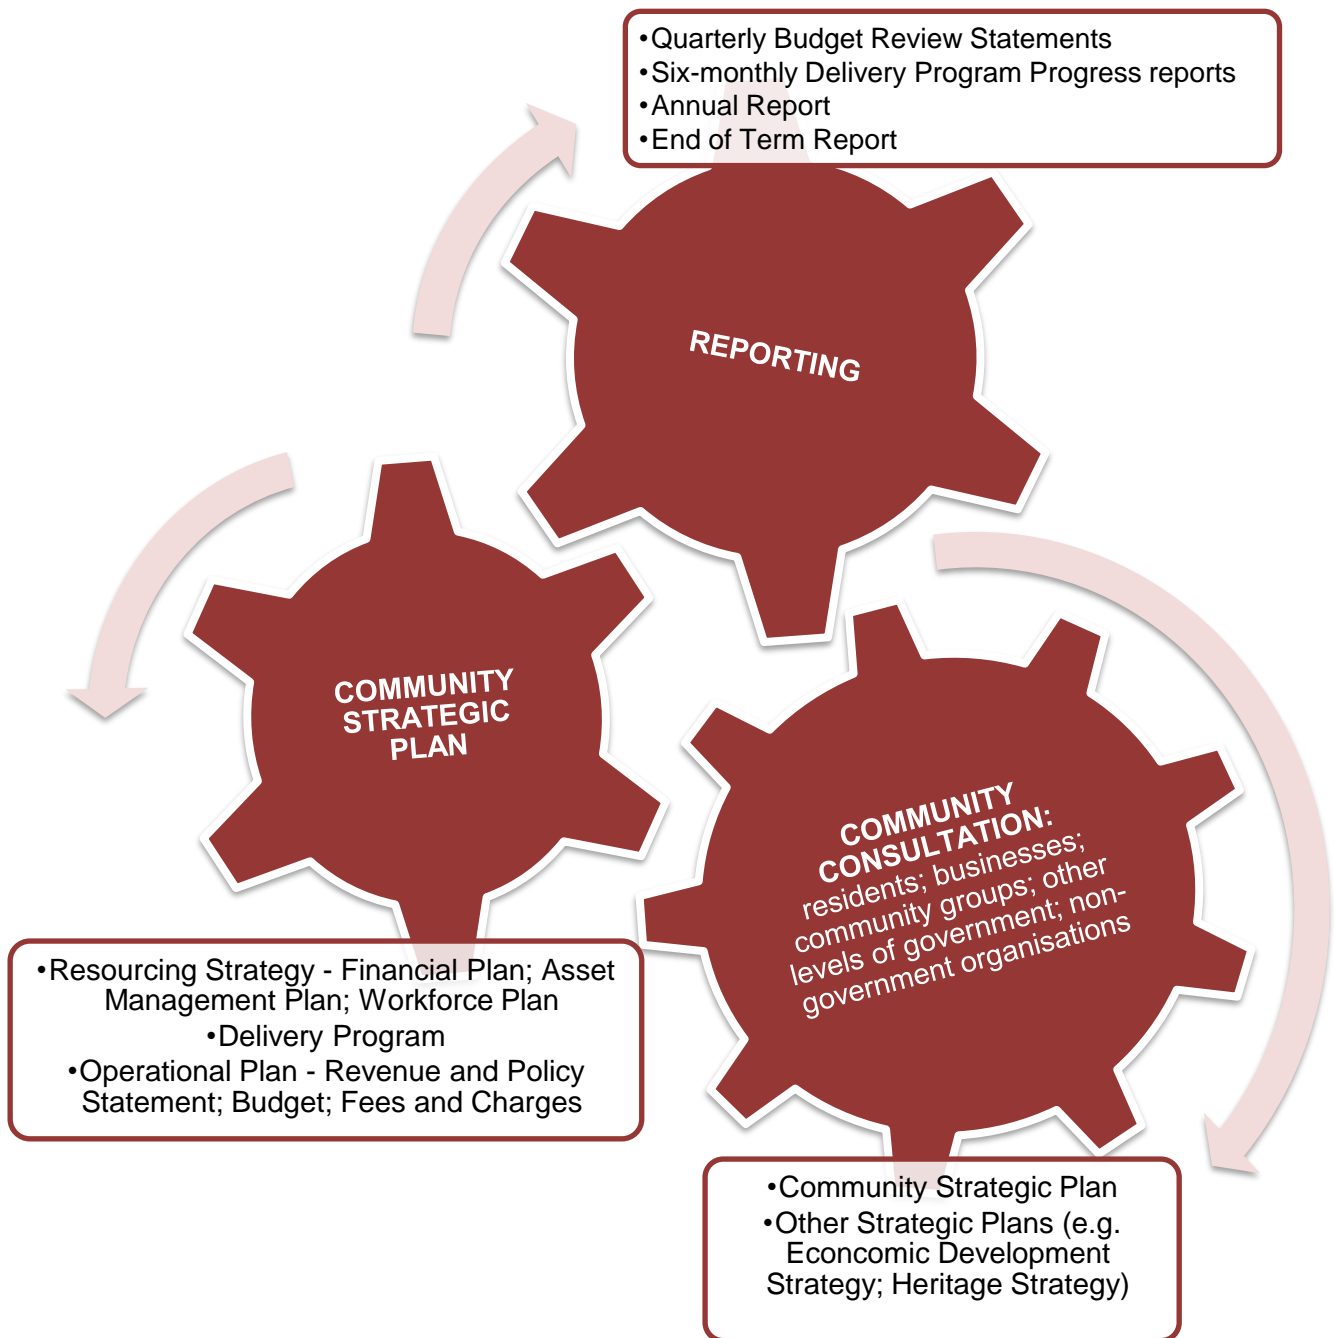 •Quarterly Budget Review Statements
•Six-monthly Delivery Program Progress reports
•Annual Report
•End of Term Report
REPORTING
COMMUNITY
STRATEGIC
PLAN
COMMUNITY
CONSULTATION:
residents; businesses;
community groups; other
levels of government; non-
government organisations
•Resourcing Strategy - Financial Plan; Asset
Management Plan; Workforce Plan
•Delivery Program
•Operational Plan - Revenue and Policy
Statement; Budget; Fees and Charges
•Community Strategic Plan
•Other Strategic Plans (e.g.
Econcomic Development
Strategy; Heritage Strategy)